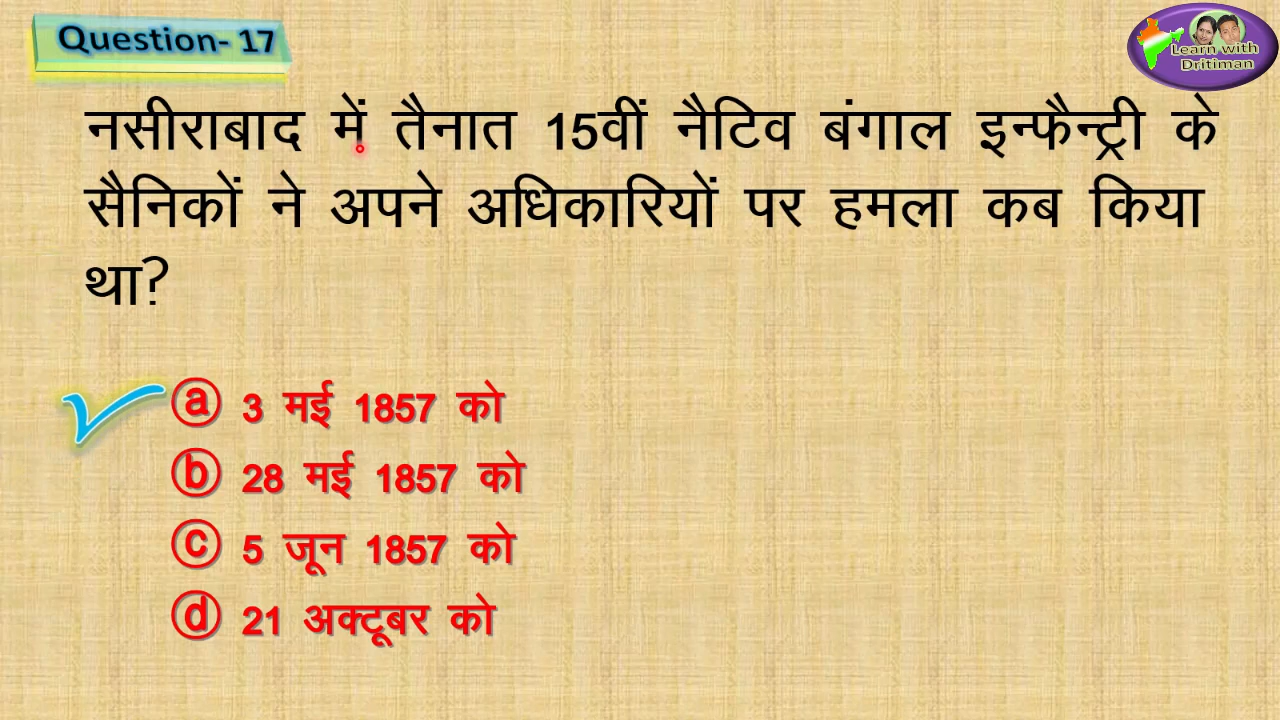 Question- 17
Learn with
Dritiman
नसीराबाद में तैनात 15वीं नैटिव बंगाल इन्फैन्ट्री के
सैनिकों ने अपने अधिकारियों पर हमला कब किया
था?
ⓐ 3 मई 1857 को
ⓑ 28 मई 1857 को
ⓒ 5 जून 1857 को
ⓓ 21 अक्टूबर को